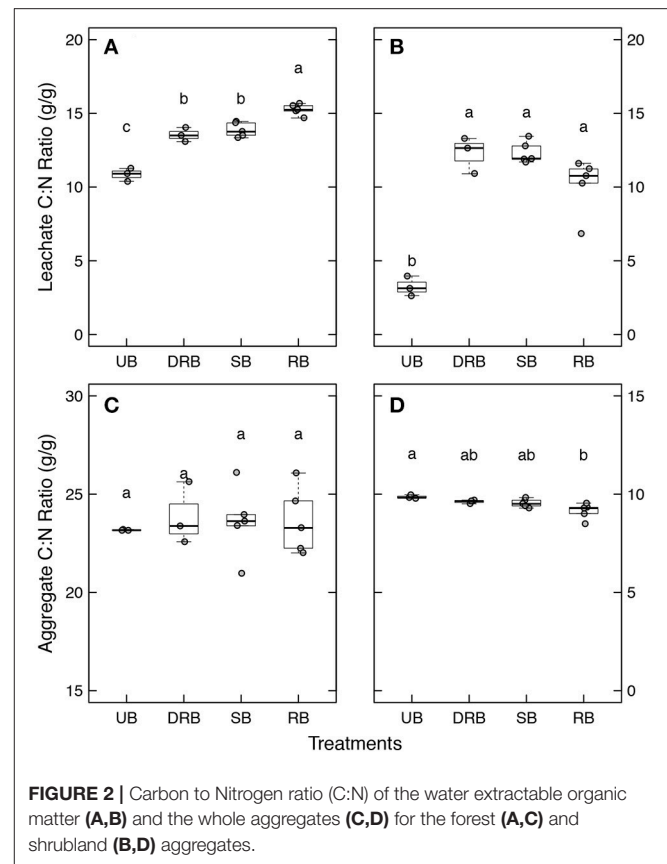 20
15
10
5
0
Leachate C:N Ratio (g/g)
A
c
b
b
a
UB DRB SB RB
B
b
a
a
a
20
15
10
5
0
UB DRB SB RB
30
25
20
15
Aggregate C:N Ratio (g/g)
C
a
a
a
a
UB DRB SB RB
D
a
ab
ab
b
15
10
5
0
UB DRB SB RB
Treatments
FIGURE 2 | Carbon to Nitrogen ratio (C:N) of the water extractable organic
matter (A,B) and the whole aggregates (C,D) for the forest (A,C) and
shrubland (B,D) aggregates.